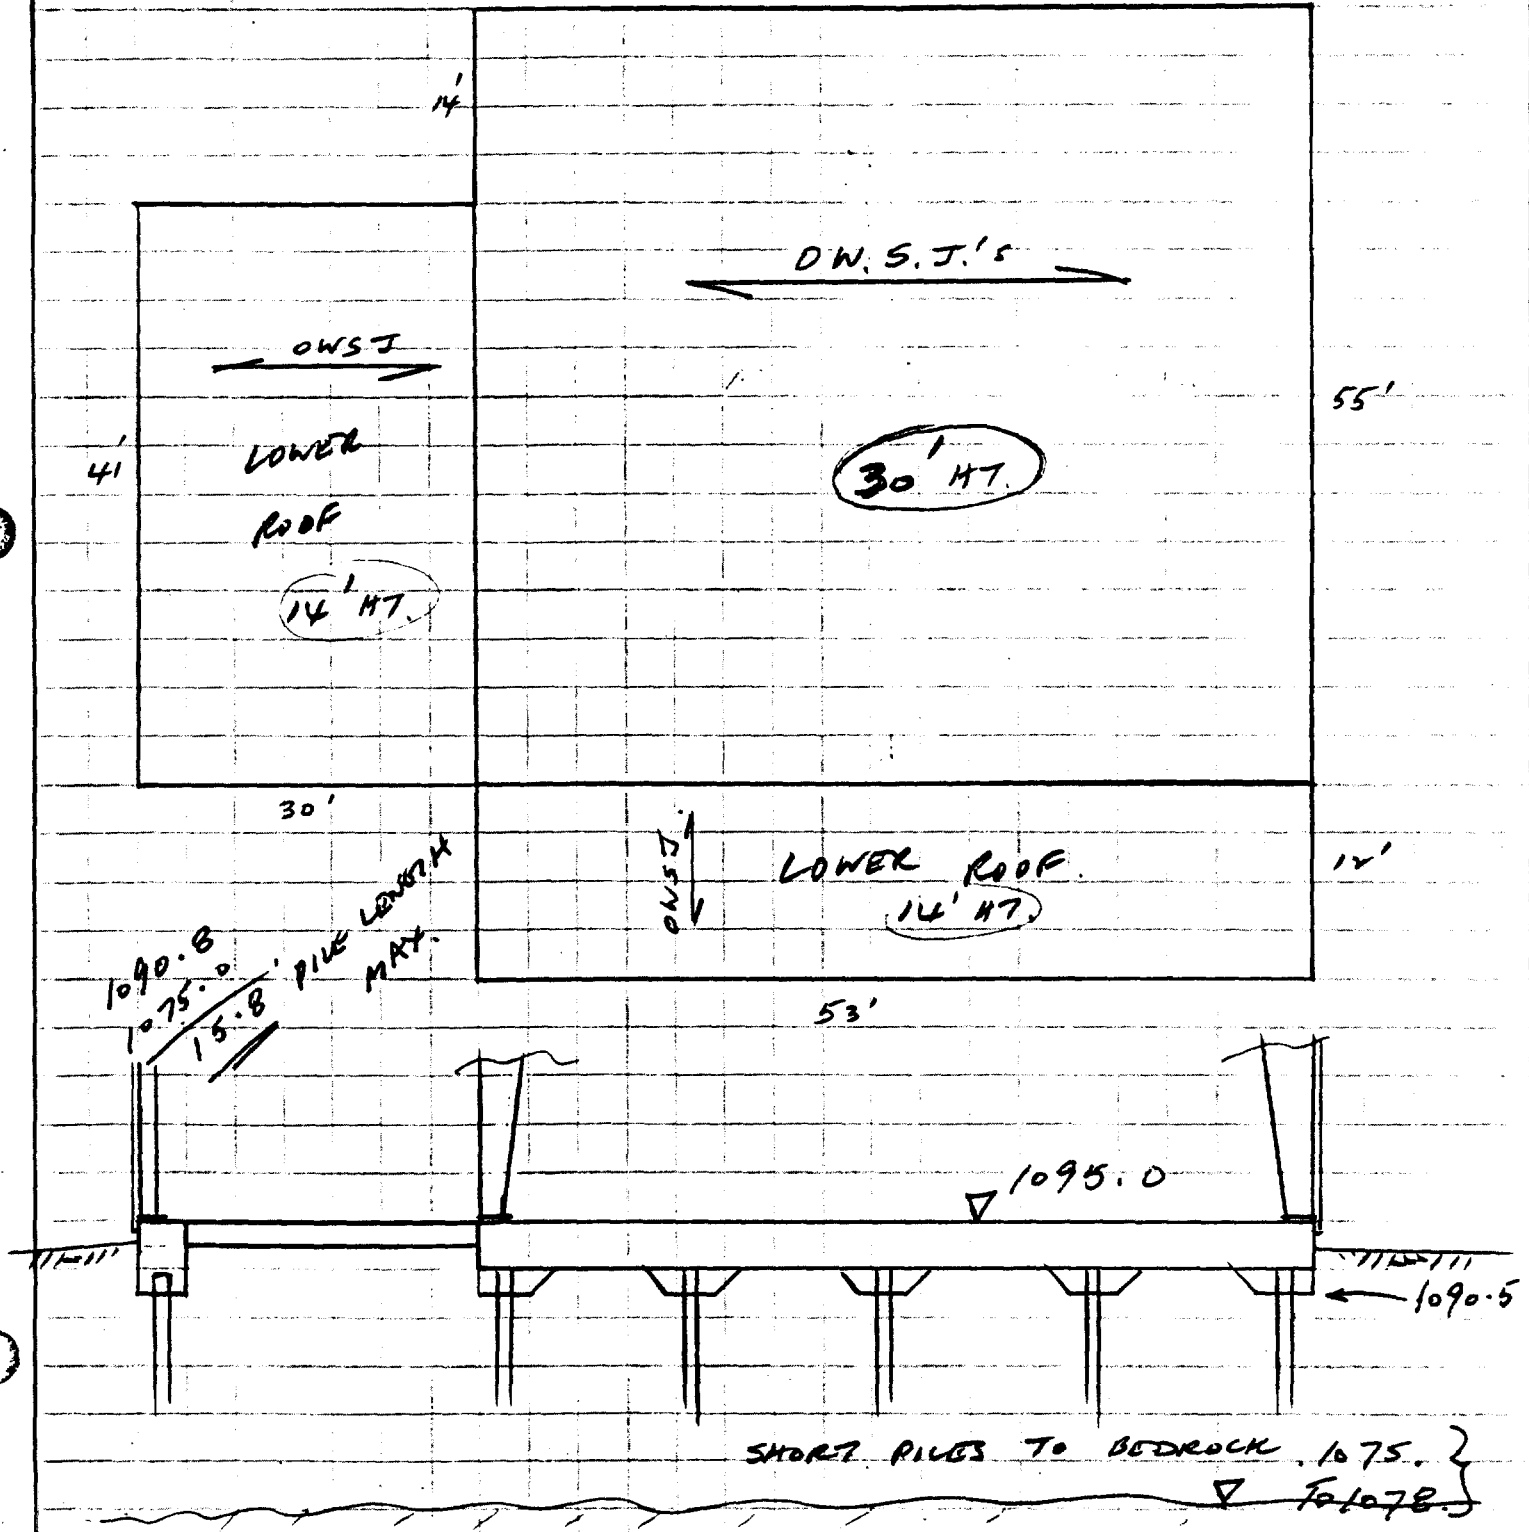 14'
O.W.S.J.'s
OWSJ
55'
LOWER
41'
30' HT.
ROOF
14' HT.
30'
OWSJ.
LOWER ROOF.
12'
14' HT.
PILE LENGTH
MAX.
1090.8
1075.0
15.8'
53'
1095.0
1090.5
SHORT PILES TO BEDROCK. 1075.
TO 1078.